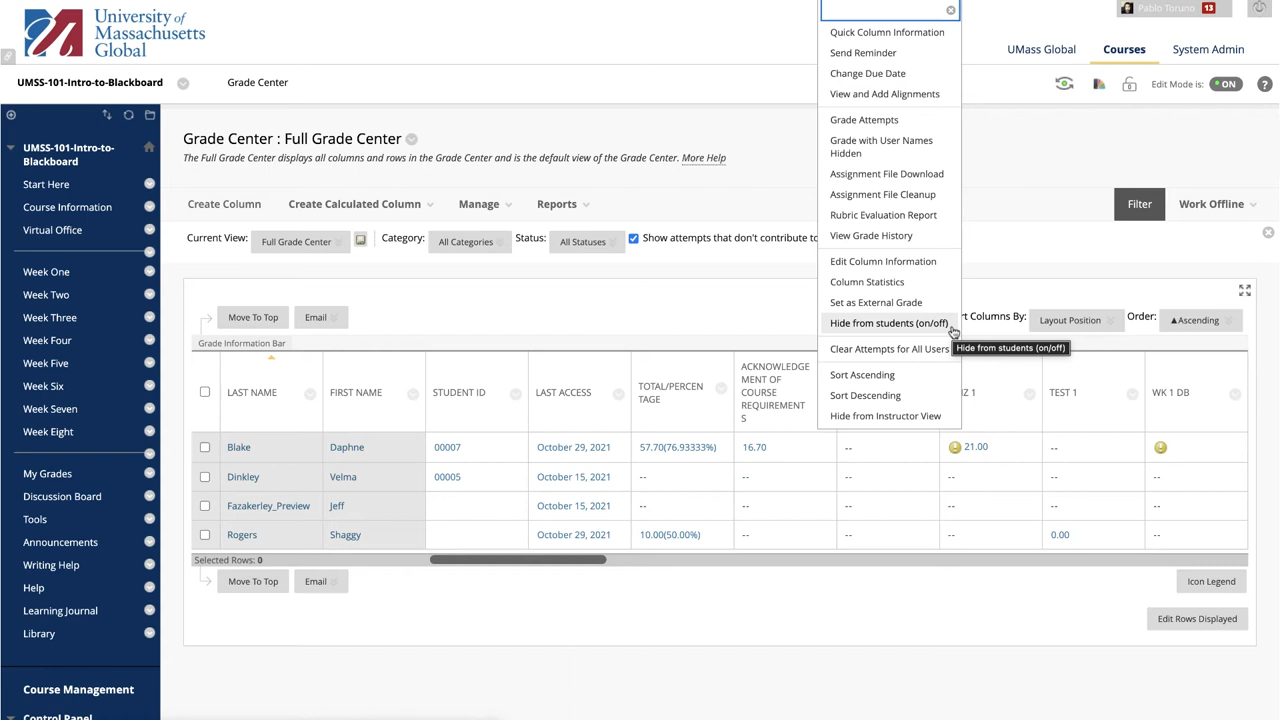 University of
Massachusetts
Global
Pablo Toruno 13
UMass Global
Courses
System Admin
UMSS-101-Intro-to-Blackboard
Grade Center
Edit Mode is: ON ?
UMSS-101-Intro-to-
Blackboard
Start Here
Course Information
Virtual Office
Week One
Week Two
Week Three
Week Four
Week Five
Week Six
Week Seven
Week Eight
My Grades
Discussion Board
Tools
Announcements
Writing Help
Help
Learning Journal
Library
Course Management
Control Panel
Grade Center : Full Grade Center
The Full Grade Center displays all columns and rows in the Grade Center and is the default view of the Grade Center. More Help
Create Column Create Calculated Column Manage Reports Filter Work Offline
Current View: Full Grade Center Category: All Categories Status: All Statuses Show attempts that don't contribute to
Quick Column Information
Send Reminder
Change Due Date
View and Add Alignments
Grade Attempts
Grade with User Names
Hidden
Assignment File Download
Assignment File Cleanup
Rubric Evaluation Report
View Grade History
Edit Column Information
Column Statistics
Set as External Grade
Hide from students (on/off)
Clear Attempts for All Users
Sort Ascending
Sort Descending
Hide from Instructor View
Hide from students (on/off)
Move To Top Email rt Columns By: Layout Position Order: ▲Ascending
Grade Information Bar
LAST NAME FIRST NAME STUDENT ID LAST ACCESS
TOTAL/PERCEN
TAGE
ACKNOWLEDGE
MENT OF
COURSE
REQUIREMENT
S
IZ 1 TEST 1 WK 1 DB
Blake Daphne 00007 October 29, 2021 57.70(76.93333%) 16.70 -- 21.00 --
Dinkley Velma 00005 October 15, 2021 -- -- -- -- -- --
Fazakerley_Preview Jeff October 15, 2021 -- -- -- -- -- --
Rogers Shaggy October 29, 2021 10.00(50.00%) -- -- -- 0.00 --
Selected Rows: 0
Move To Top Email Icon Legend
Edit Rows Displayed